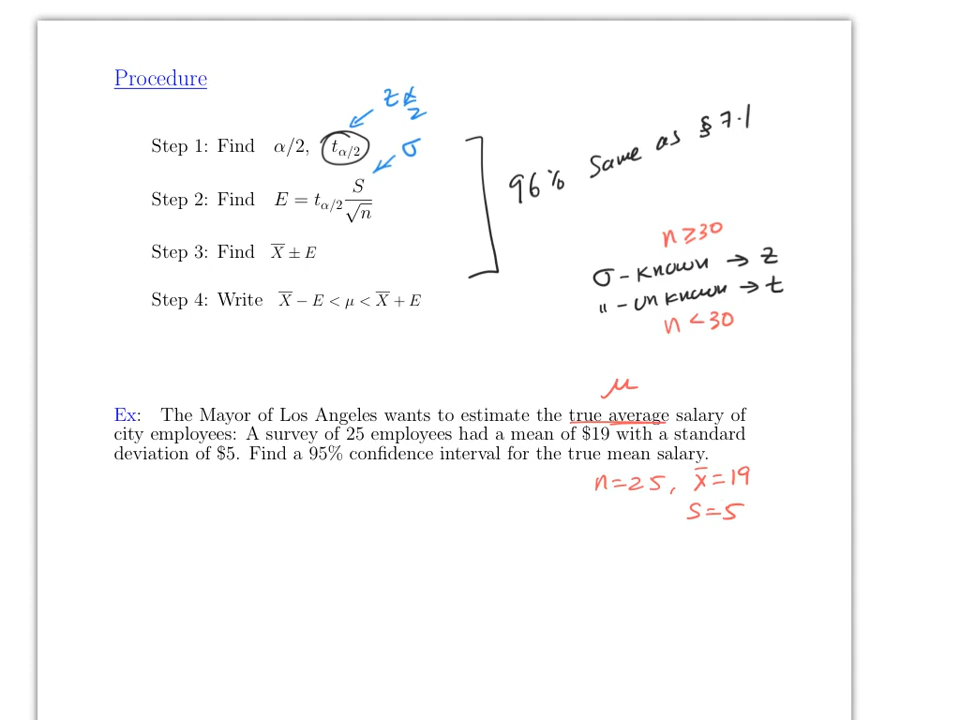 Procedure
Z α/2
Step 1: Find α/2, t_{α/2}
σ
Step 2: Find E = t_{α/2} S/√n
Step 3: Find X̄ ± E
Step 4: Write X̄ − E < μ < X̄ + E
96% Same as § 7.1
n ≥ 30
σ - Known → Z
" - Unknown → t
n < 30
μ
Ex: The Mayor of Los Angeles wants to estimate the true average salary of
city employees: A survey of 25 employees had a mean of $19 with a standard
deviation of $5. Find a 95% confidence interval for the true mean salary.
n=25, x̄=19
S=5